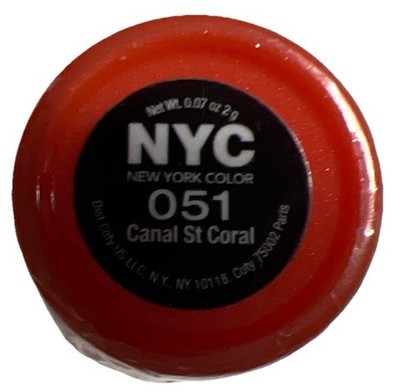 Net Wt. 0.07 oz 2 g
NYC
NEW YORK COLOR
051
Canal St Coral
Dist Coty US LLC, N.Y., NY 10118. Coty 75002 Paris